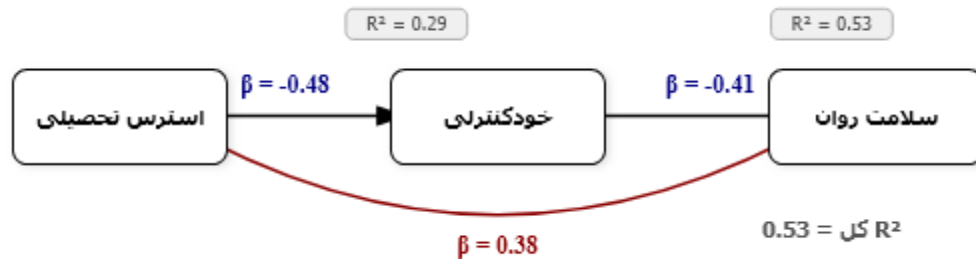 R² = 0.29
R² = 0.53
β = -0.48
β = -0.41
استرس تحصیلی
خودکنترلی
سلامت روان
R² کل = 0.53
β = 0.38